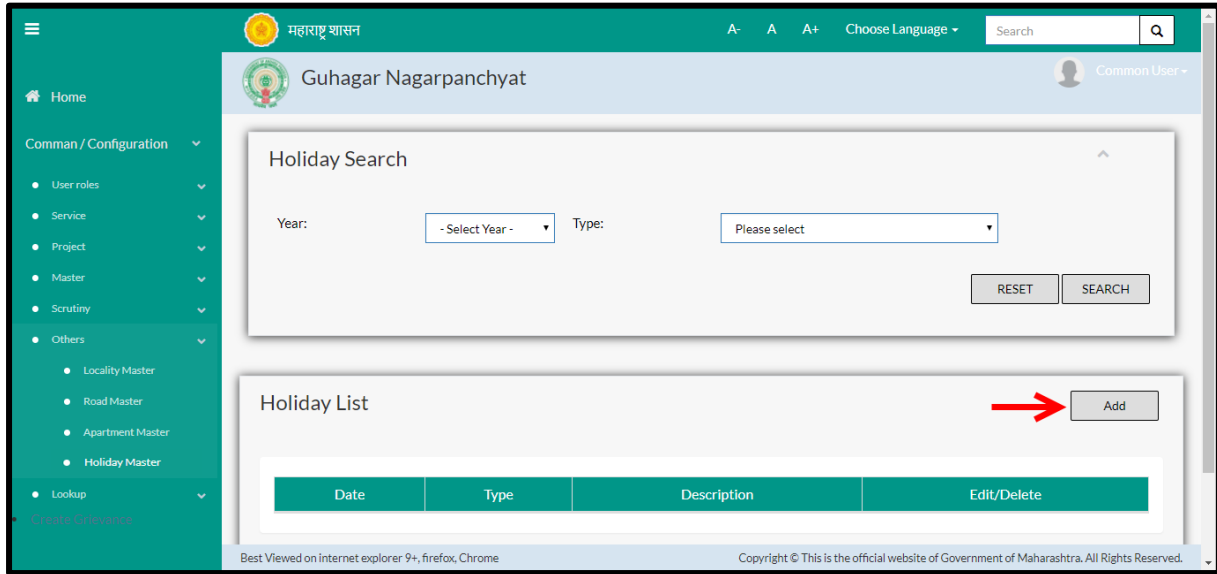 महाराष्ट्र शासन A- A A+ Choose Language Search
Guhagar Nagarpanchyat Common User
Home
Comman / Configuration
User roles
Service
Project
Master
Scrutiny
Others
Locality Master
Road Master
Apartment Master
Holiday Master
Lookup
Create Grievance
Holiday Search
Year: - Select Year - Type: Please select
RESET SEARCH
Holiday List Add
Date Type Description Edit/Delete
Best Viewed on internet explorer 9+, firefox, Chrome Copyright © This is the official website of Government of Maharashtra. All Rights Reserved.